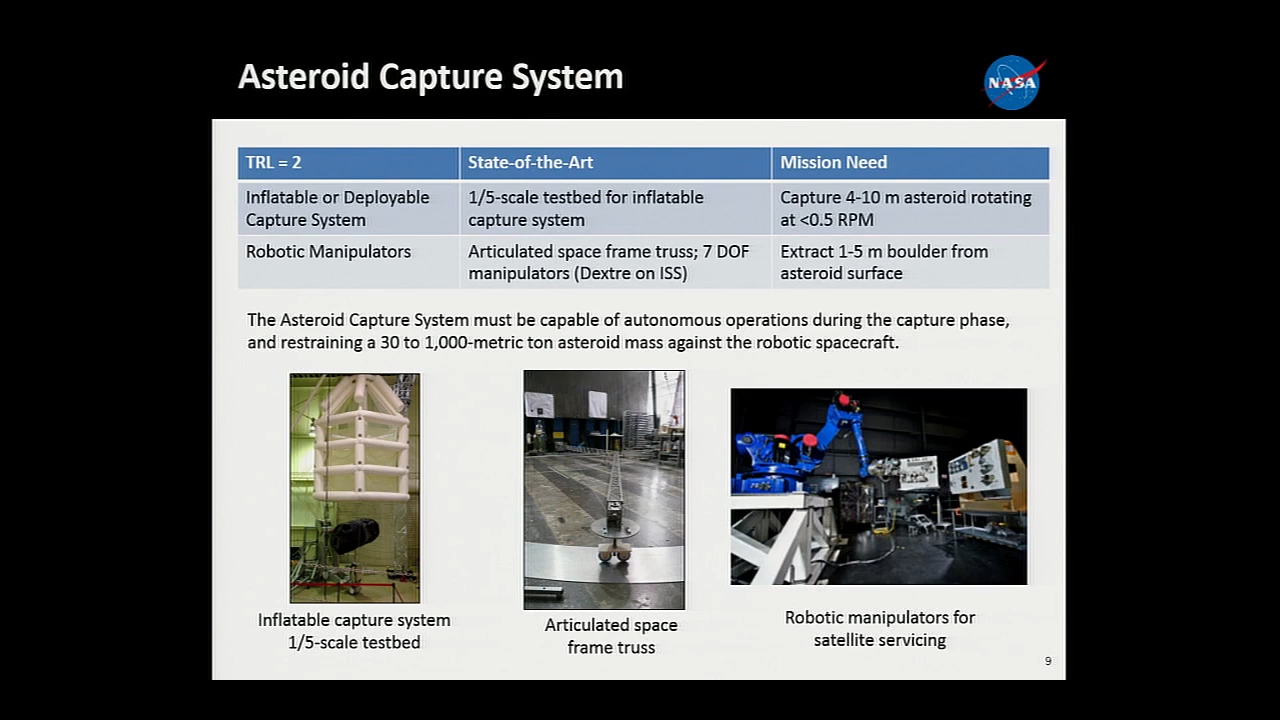 Asteroid Capture System
NASA
TRL = 2
State-of-the-Art
Mission Need
Inflatable or Deployable
Capture System
1/5-scale testbed for inflatable
capture system
Capture 4-10 m asteroid rotating
at <0.5 RPM
Robotic Manipulators
Articulated space frame truss; 7 DOF
manipulators (Dextre on ISS)
Extract 1-5 m boulder from
asteroid surface
The Asteroid Capture System must be capable of autonomous operations during the capture phase,
and restraining a 30 to 1,000-metric ton asteroid mass against the robotic spacecraft.
Inflatable capture system
1/5-scale testbed
Articulated space
frame truss
Robotic manipulators for
satellite servicing
9